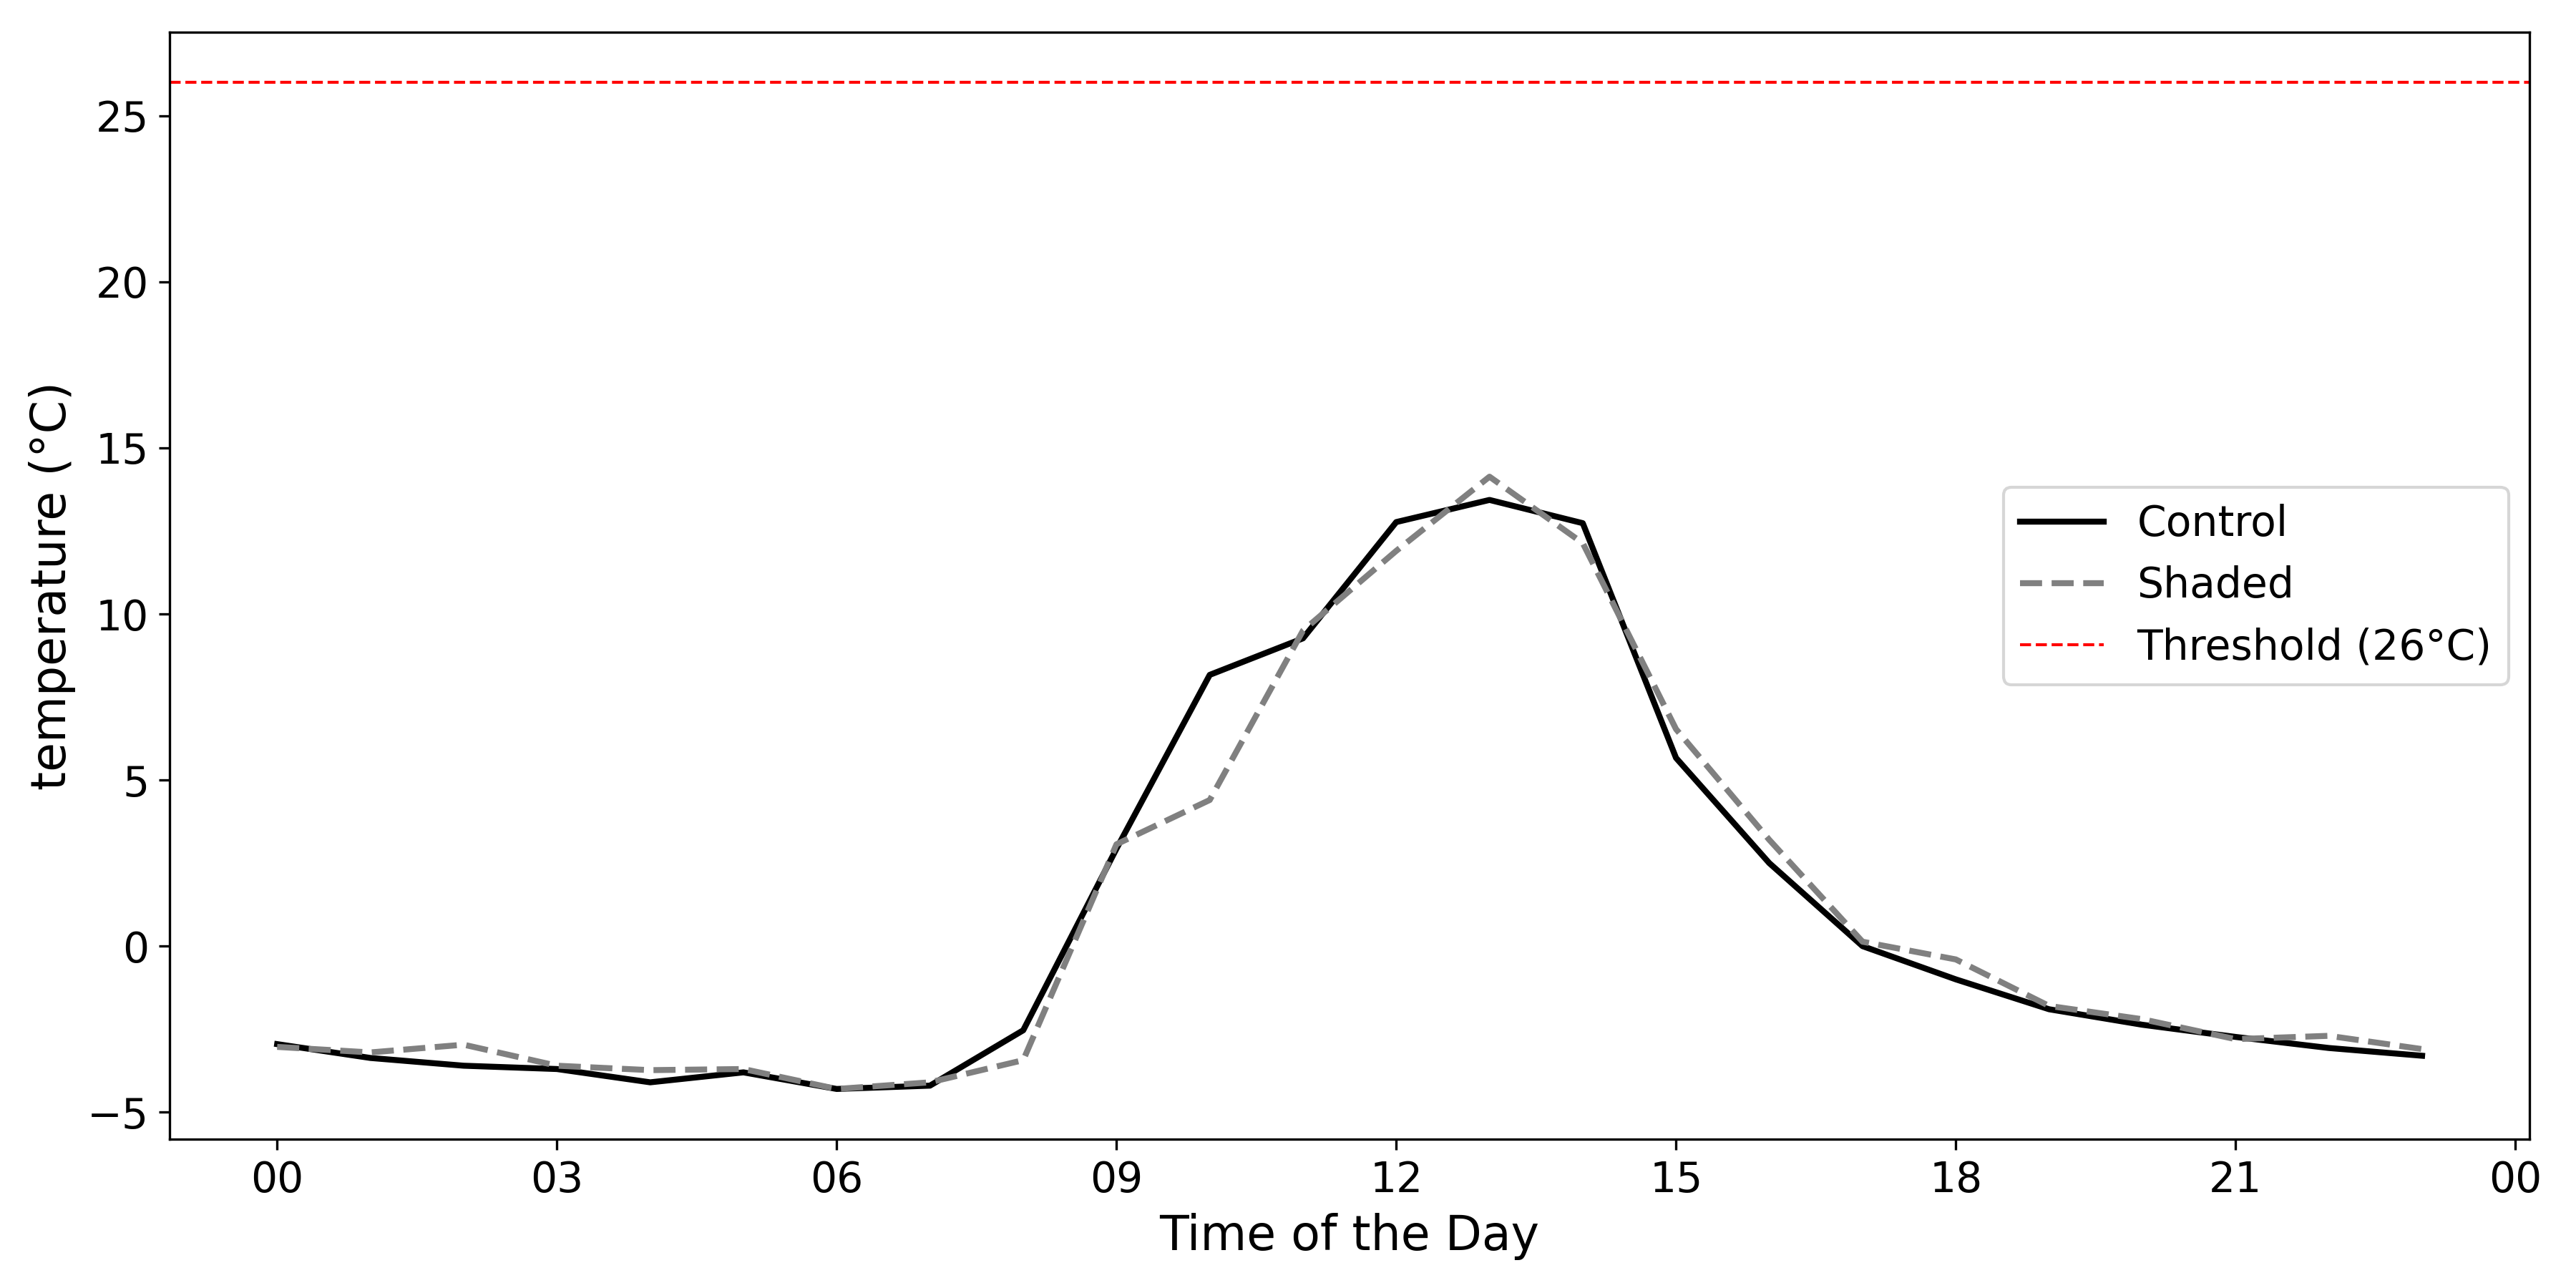 25
20
15
10
5
0
−5
temperature (°C)
Control
Shaded
Threshold (26°C)
00 03 06 09 12 15 18 21 00
Time of the Day